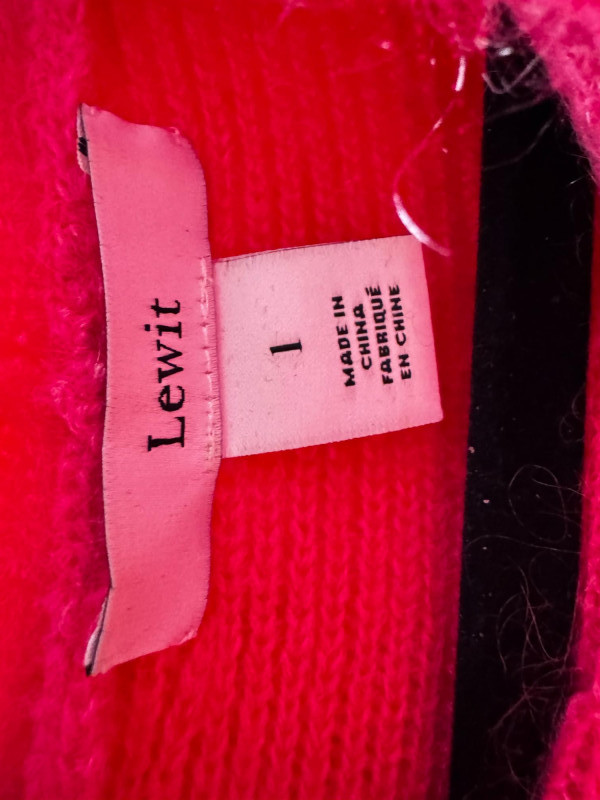 Lewit
1
MADE IN
CHINA
FABRIQUÉ
EN CHINE